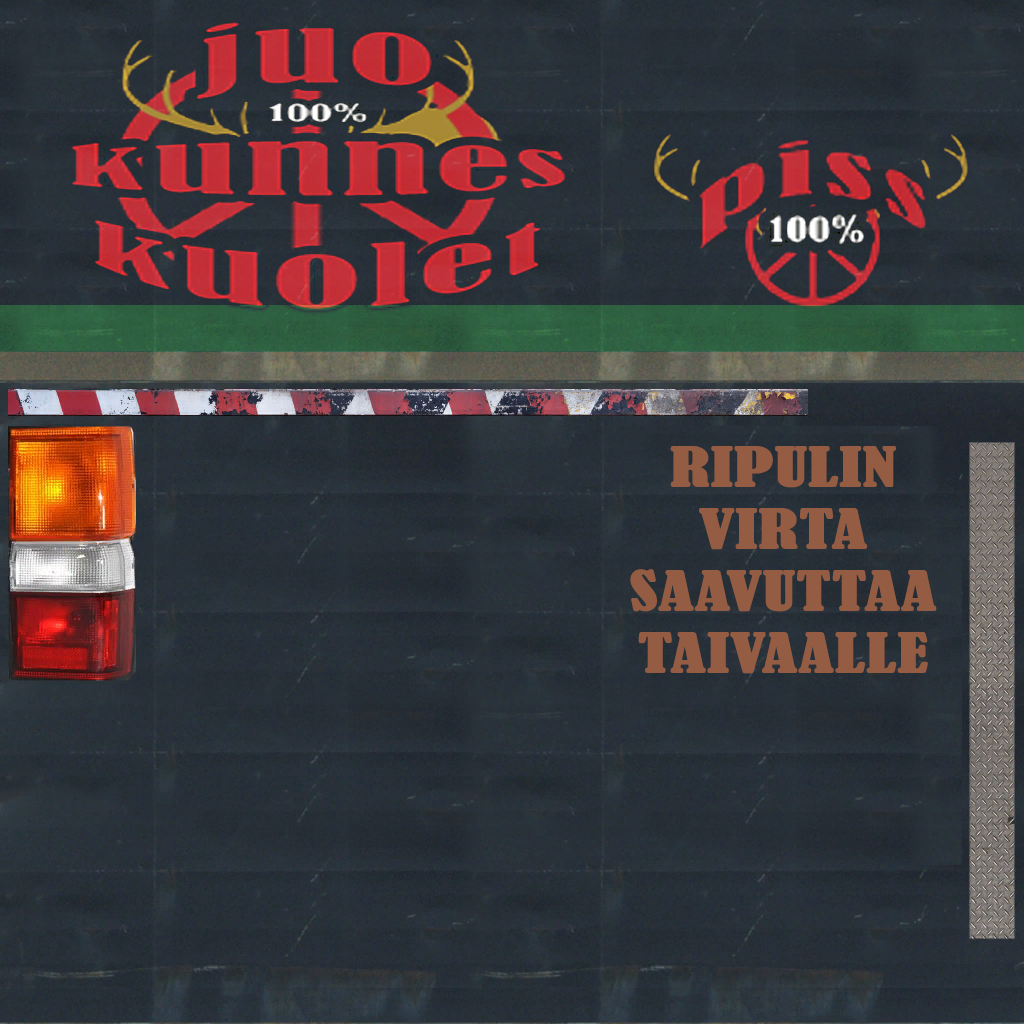 juo
100%
kunnes
kuolet
piss
100%
RIPULIN
VIRTA
SAAVUTTAA
TAIVAALLE